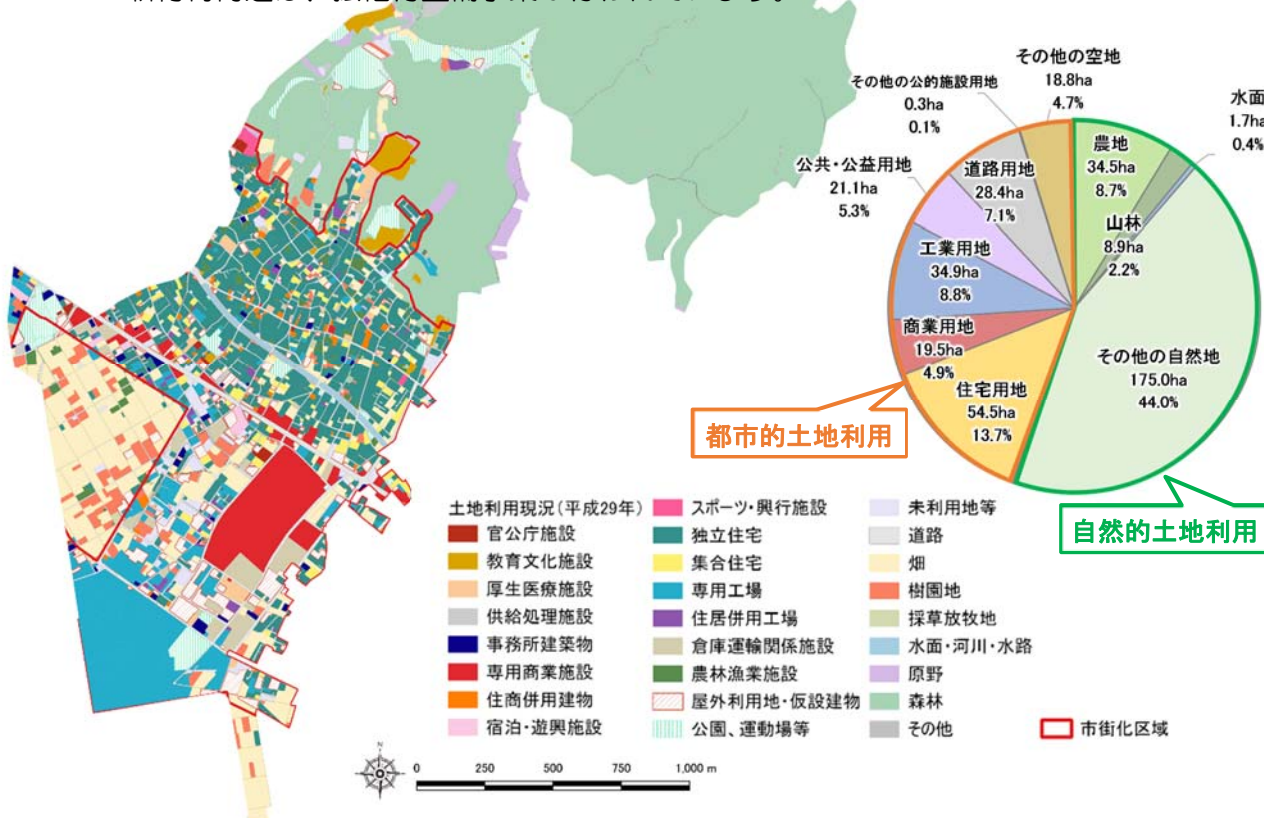 その他の空地
18.8ha
4.7%
その他の公的施設用地
0.3ha
0.1%
水面
1.7ha
0.4%
農地
34.5ha
8.7%
道路用地
28.4ha
7.1%
公共・公益用地
21.1ha
5.3%
山林
8.9ha
2.2%
工業用地
34.9ha
8.8%
商業用地
19.5ha
4.9%
その他の自然地
175.0ha
44.0%
住宅用地
54.5ha
13.7%
都市的土地利用
自然的土地利用
土地利用現況(平成29年)
官公庁施設
教育文化施設
厚生医療施設
供給処理施設
事務所建築物
専用商業施設
住商併用建物
宿泊・遊興施設
スポーツ・興行施設
独立住宅
集合住宅
専用工場
住居併用工場
倉庫運輸関係施設
農林漁業施設
屋外利用地・仮設建物
公園、運動場等
未利用地等
道路
畑
樹園地
採草放牧地
水面・河川・水路
原野
森林
その他
市街化区域
N
0 250 500 750 1,000 m